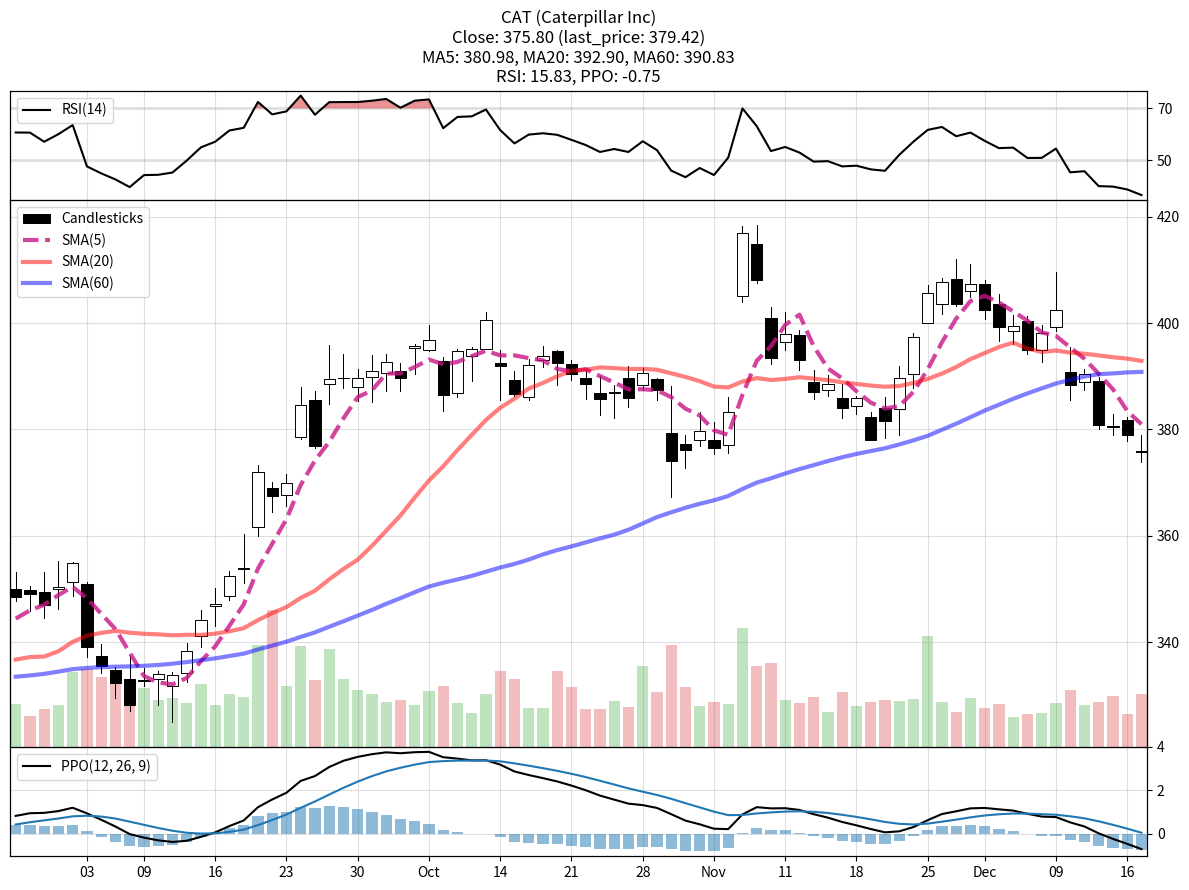 CAT (Caterpillar Inc)
Close: 375.80 (last_price: 379.42)
MA5: 380.98, MA20: 392.90, MA60: 390.83
RSI: 15.83, PPO: -0.75
RSI(14)
70
50
Candlesticks
SMA(5)
SMA(20)
SMA(60)
420
400
380
360
340
PPO(12, 26, 9)
4
2
0
03 09 16 23 30 Oct 14 21 28 Nov 11 18 25 Dec 09 16